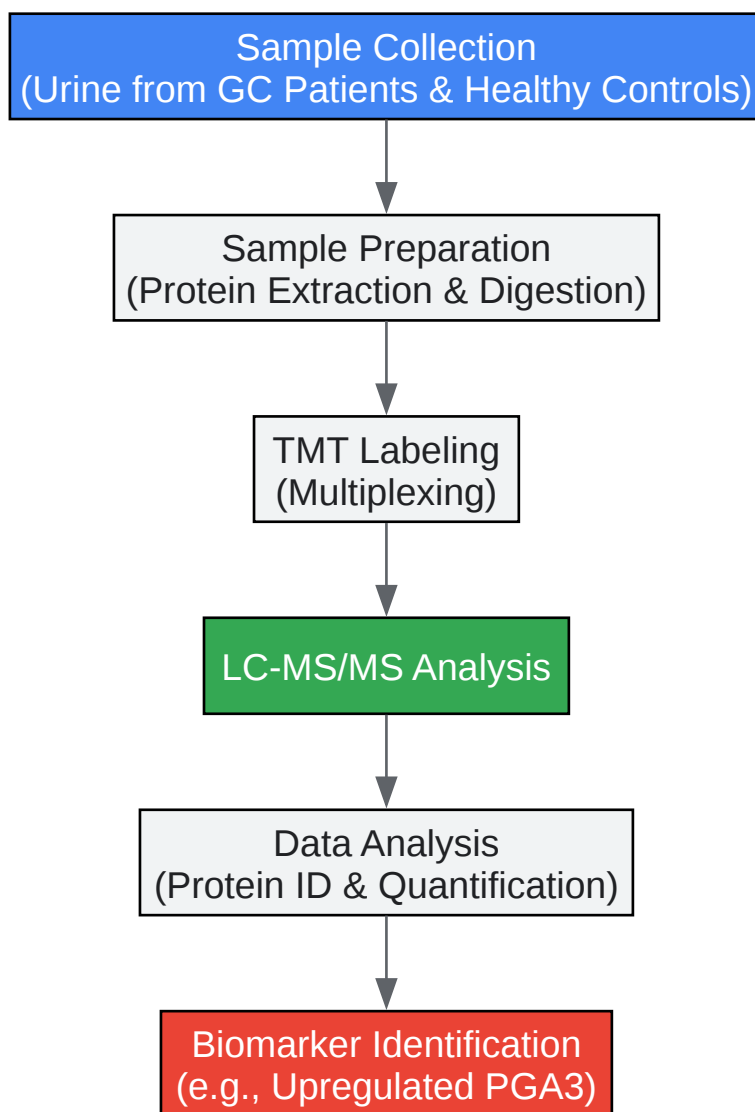 Sample Collection
(Urine from GC Patients & Healthy Controls)
Sample Preparation
(Protein Extraction & Digestion)
TMT Labeling
(Multiplexing)
LC-MS/MS Analysis
Data Analysis
(Protein ID & Quantification)
Biomarker Identification
(e.g., Upregulated PGA3)